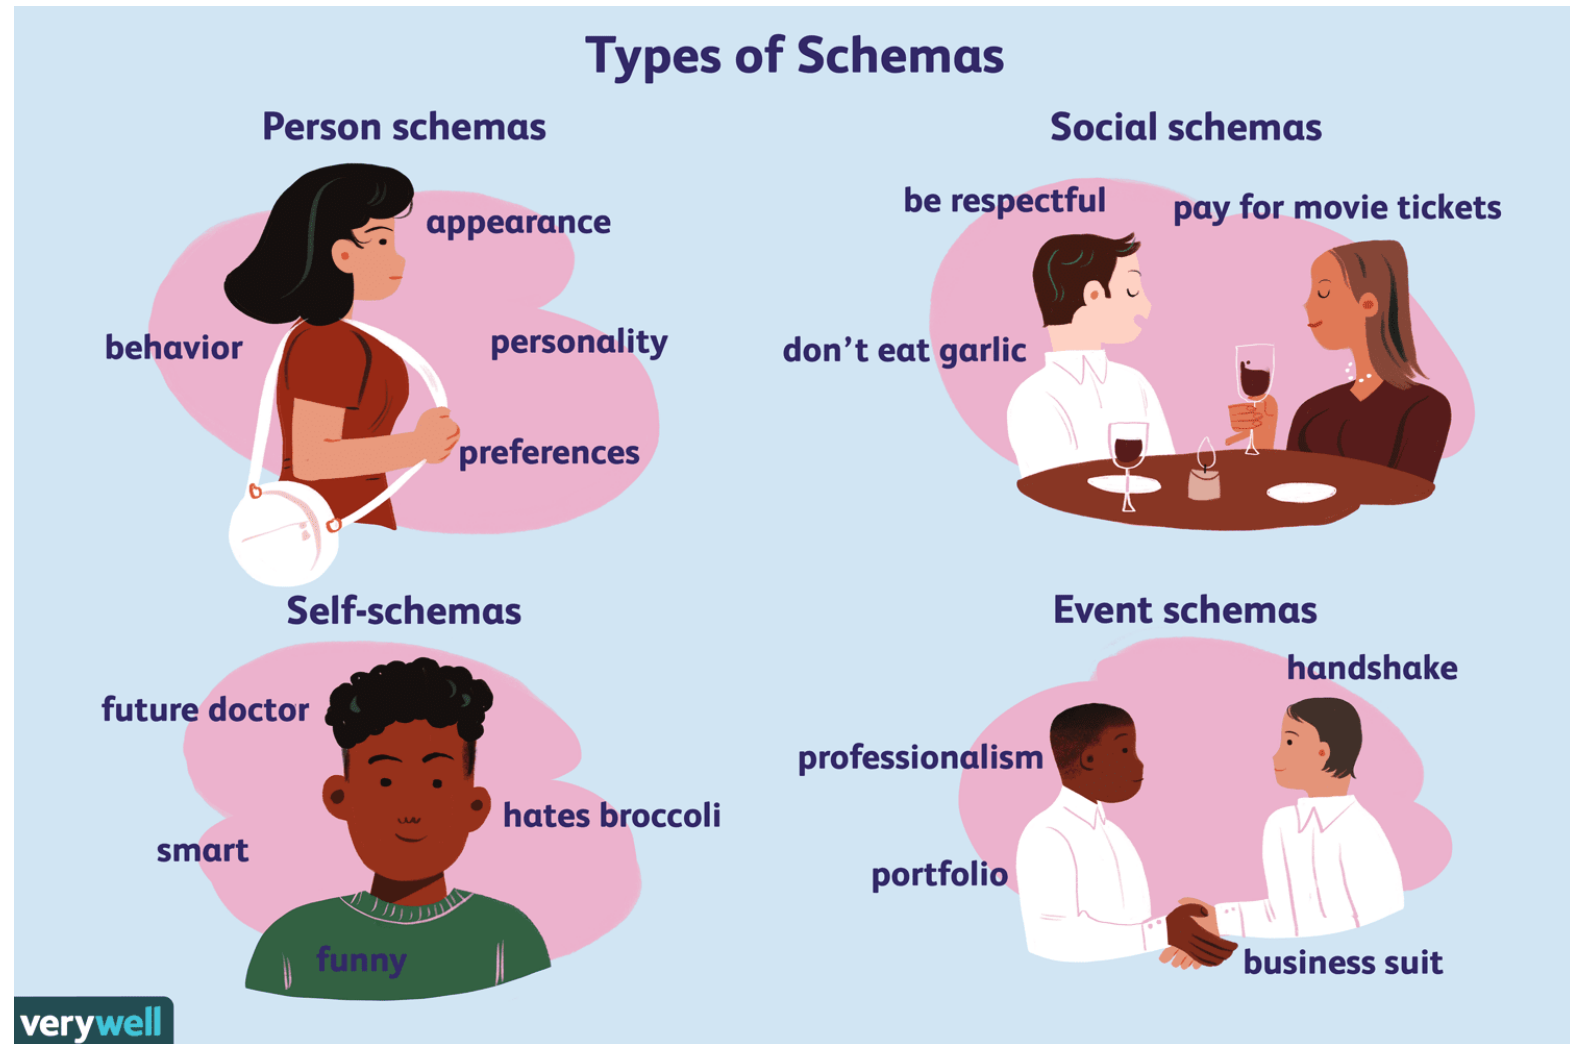 Types of Schemas
Person schemas
appearance
behavior
personality
preferences
Social schemas
be respectful
pay for movie tickets
don’t eat garlic
Self-schemas
future doctor
hates broccoli
smart
funny
Event schemas
handshake
professionalism
portfolio
business suit
verywell